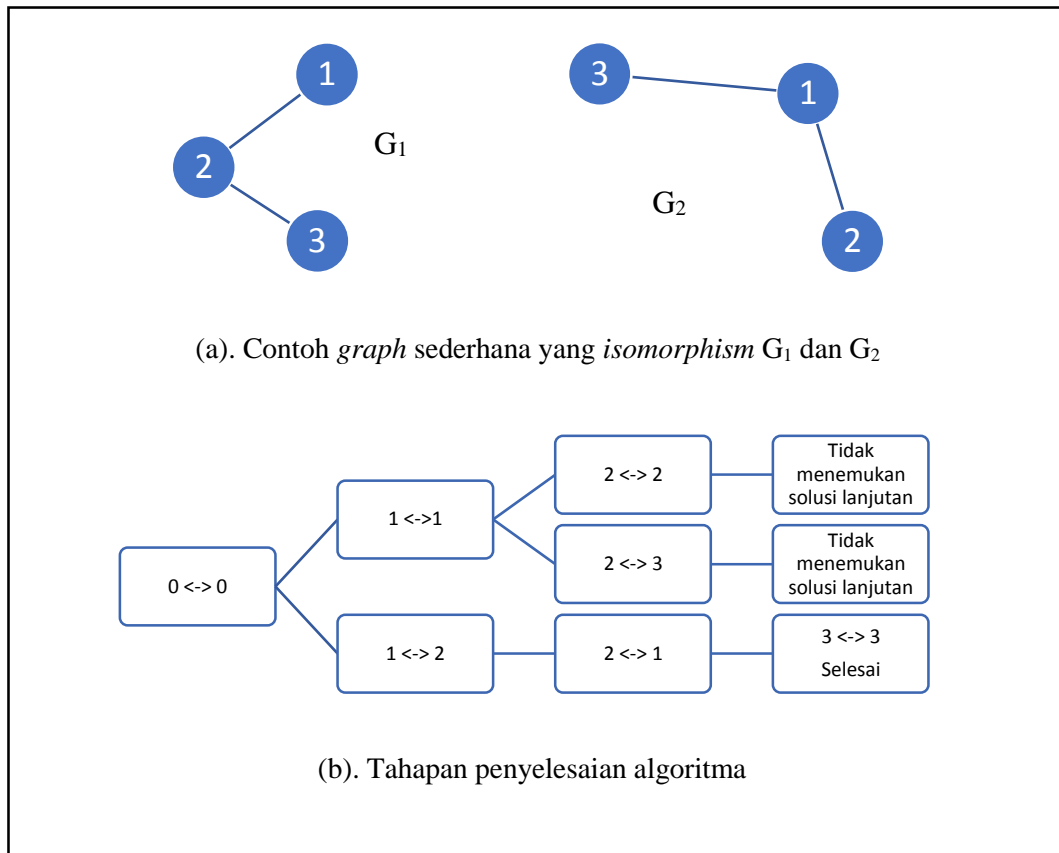 1
2
3
G₁
3
1
2
G₂
(a). Contoh graph sederhana yang isomorphism G₁ dan G₂
0 <-> 0
1 <->1
1 <-> 2
2 <-> 2
2 <-> 3
2 <-> 1
Tidak
menemukan
solusi lanjutan
Tidak
menemukan
solusi lanjutan
3 <-> 3
Selesai
(b). Tahapan penyelesaian algoritma